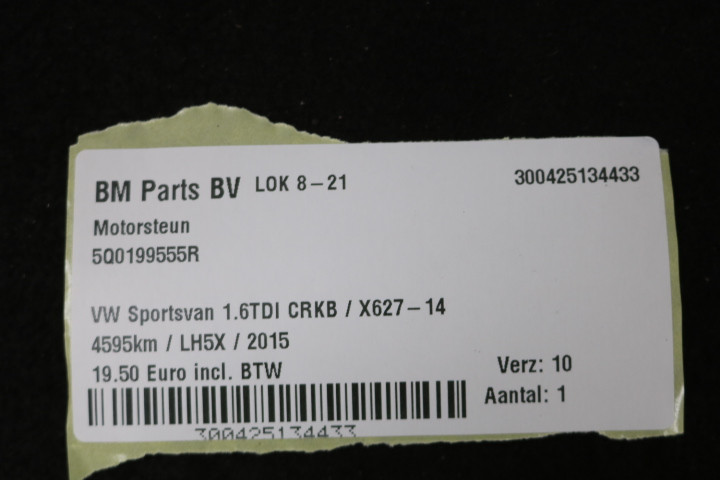 BM Parts BV LOK 8-21 300425134433
Motorsteun
5Q0199555R
VW Sportsvan 1.6TDI CRKB / X627-14
4595km / LH5X / 2015
19.50 Euro incl. BTW Verz: 10
Aantal: 1
300425134433